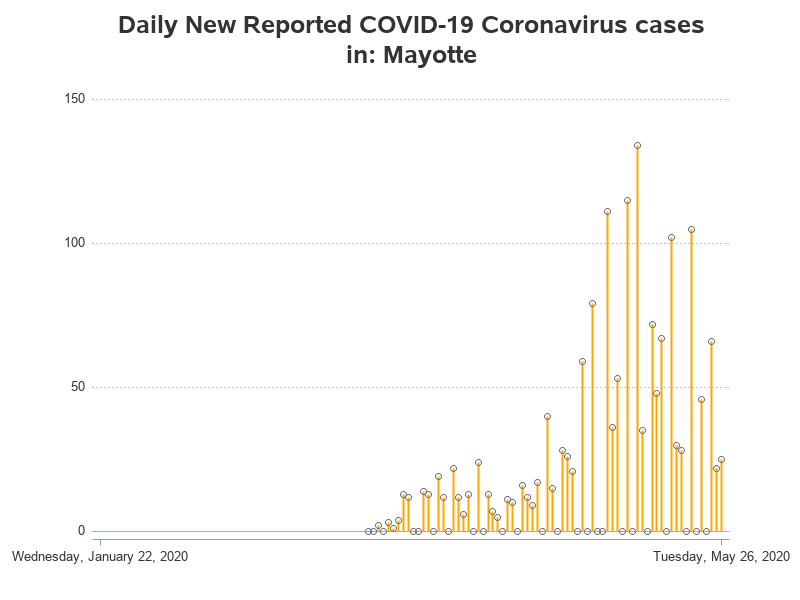 Daily New Reported COVID-19 Coronavirus cases
in: Mayotte
150
100
50
0
Wednesday, January 22, 2020
Tuesday, May 26, 2020